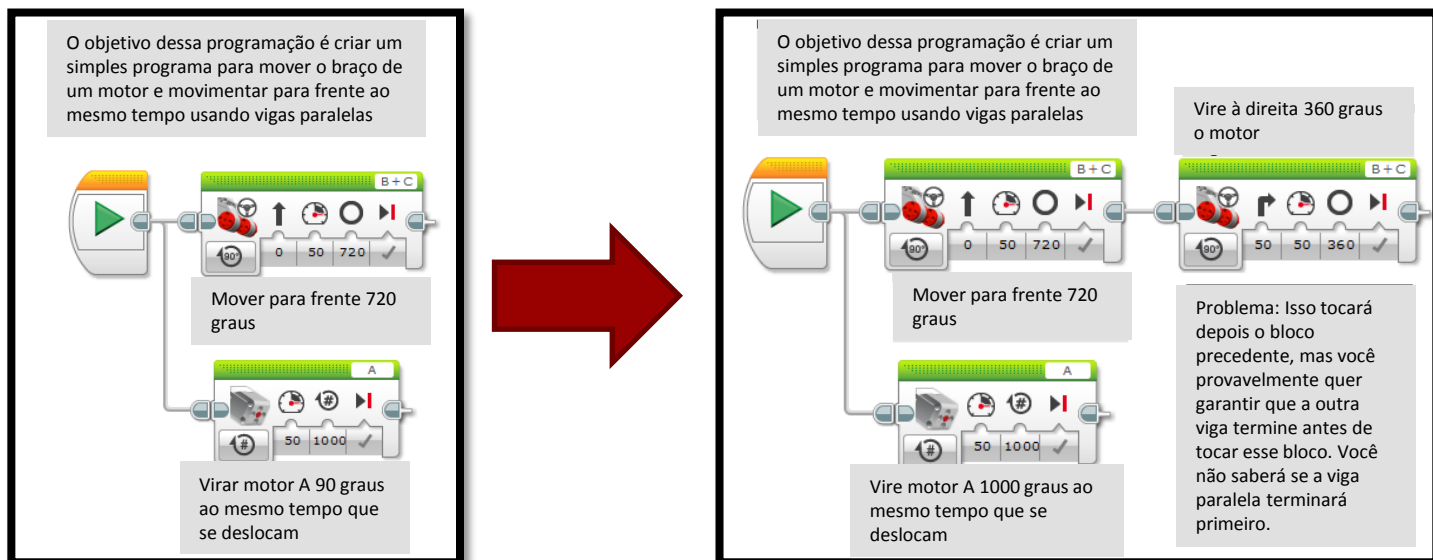 O objetivo dessa programação é criar um
simples programa para mover o braço de
um motor e movimentar para frente ao
mesmo tempo usando vigas paralelas
B + C
0 50 720
Mover para frente 720
graus
A
#
50 1000
#
Virar motor A 90 graus
ao mesmo tempo que
se deslocam
O objetivo dessa programação é criar um
simples programa para mover o braço de
um motor e movimentar para frente ao
mesmo tempo usando vigas paralelas
Vire à direita 360 graus
o motor
B + C
90° 0 50 720
B + C
90° 50 50 360
Mover para frente 720
graus
Problema: Isso tocará
depois o bloco
precedente, mas você
provavelmente quer
garantir que a outra
viga termine antes de
tocar esse bloco. Você
não saberá se a viga
paralela terminará
primeiro.
A
#
# 50 1000
Vire motor A 1000 graus ao
mesmo tempo que se
deslocam